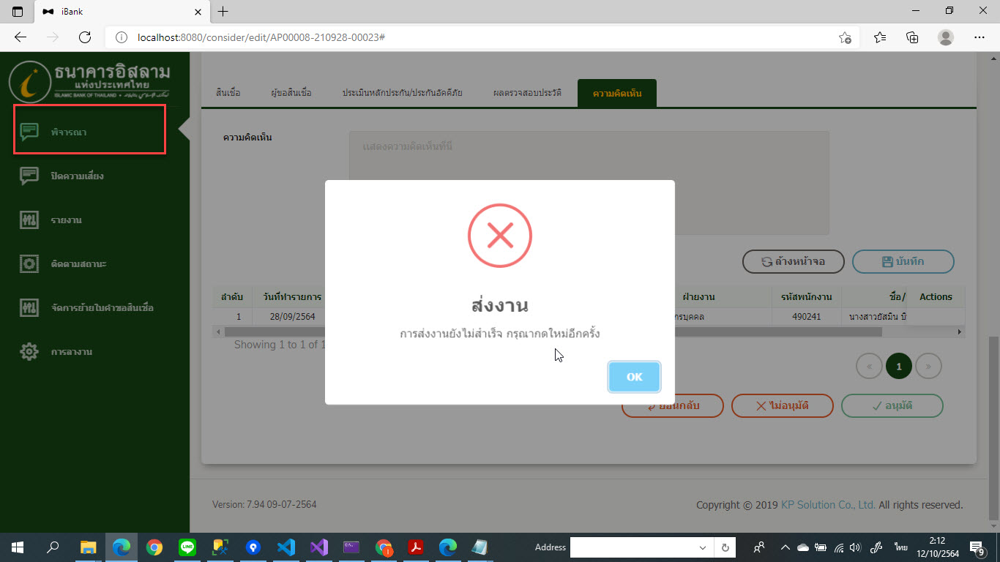 iBank
localhost:8080/consider/edit/AP00008-210928-00023#
ธนาคารอิสลาม
แห่งประเทศไทย
ISLAMIC BANK OF THAILAND
พิจารณา
ปิดความเสี่ยง
รายงาน
ติดตามสถานะ
จัดการย้ายใบคำขอสินเชื่อ
การลางาน
สินเชื่อ
ผู้ขอสินเชื่อ
ประเมินหลักประกัน/ประกันอัคคีภัย
ผลตรวจสอบประวัติ
ความคิดเห็น
ความคิดเห็น
แสดงความคิดเห็นที่นี่
ส่งงาน
การส่งงานยังไม่สำเร็จ กรุณากดใหม่อีกครั้ง
OK
ล้างหน้าจอ
บันทึก
ลำดับ วันที่ทำรายการ ฝ่ายงาน รหัสพนักงาน ชื่อ/ Actions
1 28/09/2564 กรบุคคล 490241 นางสาวยัสมิน บิ
Showing 1 to 1 of 1
« 1 »
ย้อนกลับ
ไม่อนุมัติ
อนุมัติ
Version: 7.94 09-07-2564
Copyright © 2019 KP Solution Co., Ltd. All rights reserved.
Address
ไทย
2:12
12/10/2564
9